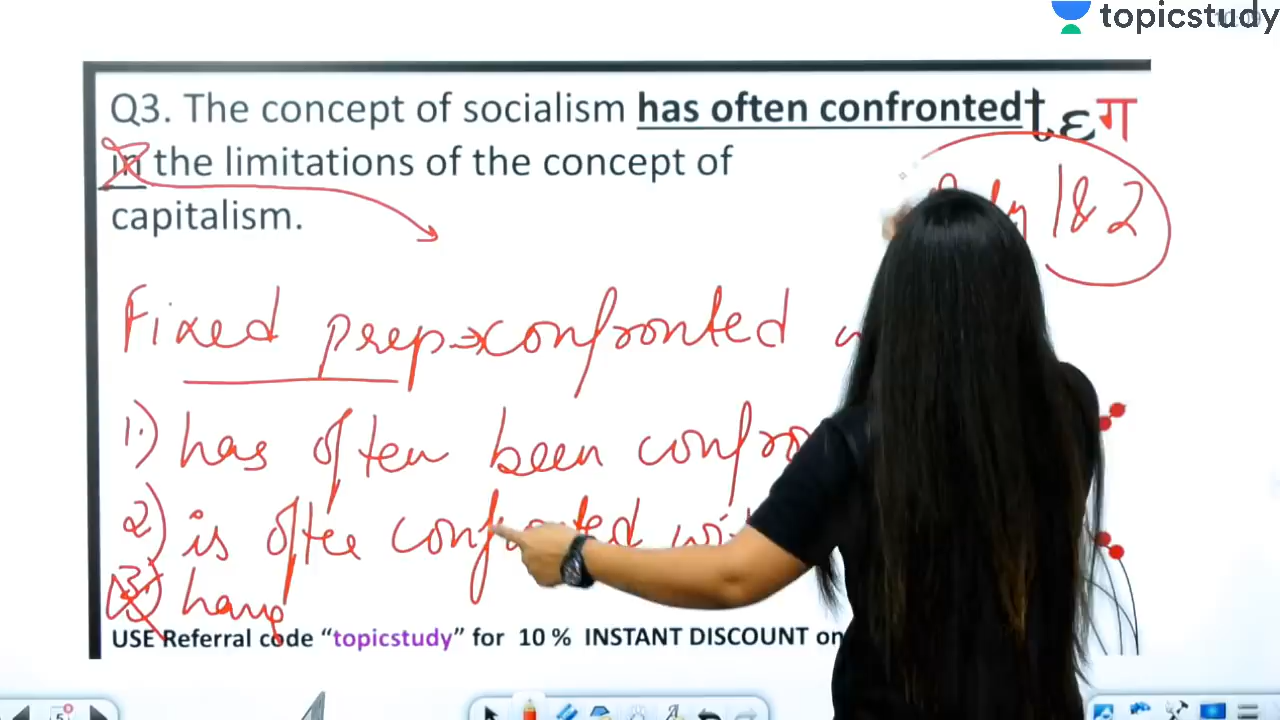 topicstudy
Q3. The concept of socialism has often confronted
in the limitations of the concept of
capitalism.
1 & 2
Fixed prep → confronted
1.) has often been
2) is often confronted
3)
USE Referral code “topicstudy” for 10 % INSTANT DISCOUNT on